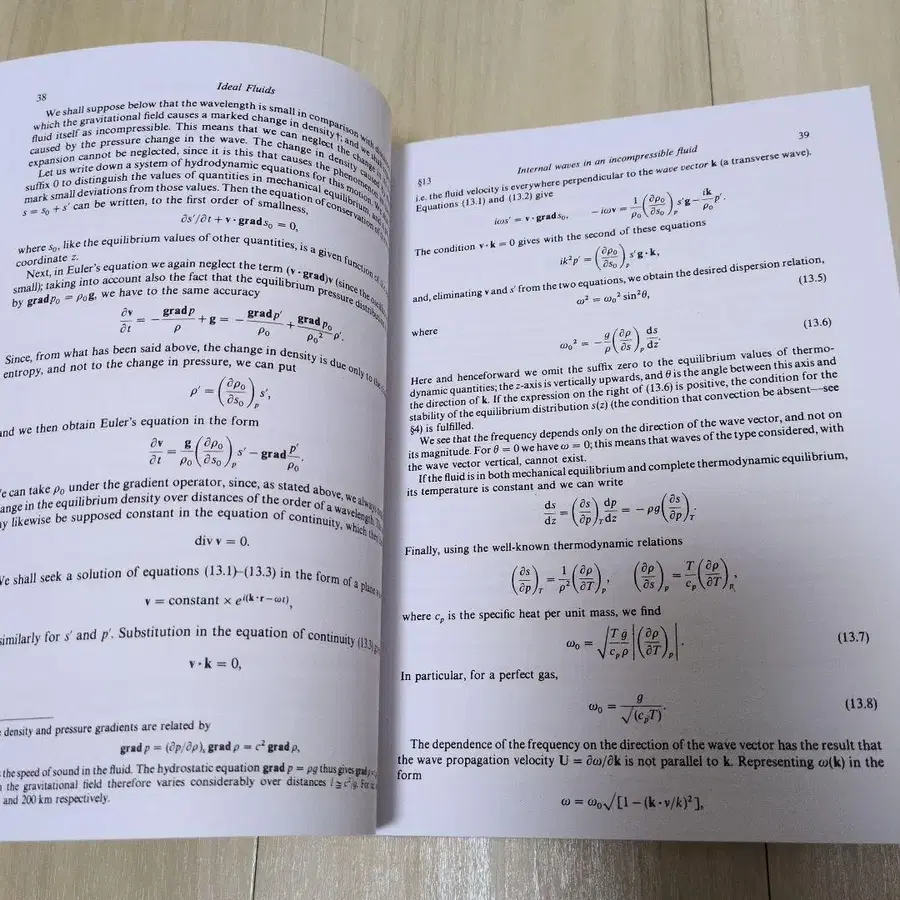 38
Ideal Fluids
We shall suppose below that the wavelength is small in comparison with
which the gravitational field causes a marked change in density†; and we shall
fluid itself as incompressible. This means that we can neglect the change in
caused by the pressure change in the wave. The change in density caused
expansion cannot be neglected, since it is this that causes the phenomenon in
Let us write down a system of hydrodynamic equations for this motion. We
suffix 0 to distinguish the values of quantities in mechanical equilibrium, and
mark small deviations from those values. Then the equation of conservation of
s = s₀ + s′ can be written, to the first order of smallness,
∂s′/∂t + v·grad s₀ = 0,
where s₀, like the equilibrium values of other quantities, is a given function of
coordinate z.
Next, in Euler's equation we again neglect the term (v·grad)v (since the
small); taking into account also the fact that the equilibrium pressure distribution
by grad p₀ = ρ₀g, we have to the same accuracy
∂v/∂t = −grad p/ρ + g = −grad p′/ρ₀ + (grad p₀/ρ₀²)ρ′.
Since, from what has been said above, the change in density is due only to the
entropy, and not to the change in pressure, we can put
ρ′ = (∂ρ₀/∂s₀)ₚ s′,
and we then obtain Euler's equation in the form
∂v/∂t = (g/ρ₀)(∂ρ₀/∂s₀)ₚ s′ − grad p′/ρ₀.
We can take ρ₀ under the gradient operator, since, as stated above, we always
ange in the equilibrium density over distances of the order of a wavelength.
ay likewise be supposed constant in the equation of continuity, which then
div v = 0.
We shall seek a solution of equations (13.1)–(13.3) in the form of a plane
v = constant × e^{i(k·r−ωt)},
similarly for s′ and p′. Substitution in the equation of continuity (13.3)
v·k = 0,
density and pressure gradients are related by
grad p = (∂p/∂ρ)ₛ grad ρ = c² grad ρ,
the speed of sound in the fluid. The hydrostatic equation grad p = ρg thus gives
the gravitational field therefore varies considerably over distances l ≅ c²/g. For
and 200 km respectively.
§13
Internal waves in an incompressible fluid
39
i.e. the fluid velocity is everywhere perpendicular to the wave vector k (a transverse wave).
Equations (13.1) and (13.2) give
iωs′ = v·grad s₀, −iωv = (1/ρ₀)(∂ρ₀/∂s₀)ₚ s′g − (ik/ρ₀)p′.
The condition v·k = 0 gives with the second of these equations
ik²p′ = (∂ρ₀/∂s₀)ₚ s′g·k,
and, eliminating v and s′ from the two equations, we obtain the desired dispersion relation,
ω² = ω₀² sin²θ, (13.5)
where
ω₀² = −(g/ρ)(∂ρ/∂s)ₚ ds/dz. (13.6)
Here and henceforward we omit the suffix zero to the equilibrium values of thermo-
dynamic quantities; the z-axis is vertically upwards, and θ is the angle between this axis and
the direction of k. If the expression on the right of (13.6) is positive, the condition for the
stability of the equilibrium distribution s(z) (the condition that convection be absent—see
§4) is fulfilled.
We see that the frequency depends only on the direction of the wave vector, and not on
its magnitude. For θ = 0 we have ω = 0; this means that waves of the type considered, with
the wave vector vertical, cannot exist.
If the fluid is in both mechanical equilibrium and complete thermodynamic equilibrium,
its temperature is constant and we can write
ds/dz = (∂s/∂p)_T dp/dz = −ρg(∂s/∂p)_T.
Finally, using the well-known thermodynamic relations
(∂s/∂p)_T = (1/ρ²)(∂ρ/∂T)ₚ, (∂ρ/∂s)ₚ = (T/cₚ)(∂ρ/∂T)ₚ,
where cₚ is the specific heat per unit mass, we find
ω₀ = √(T/cₚ) (g/ρ) |(∂ρ/∂T)ₚ|. (13.7)
In particular, for a perfect gas,
ω₀ = g/√(cₚT). (13.8)
The dependence of the frequency on the direction of the wave vector has the result that
the wave propagation velocity U = ∂ω/∂k is not parallel to k. Representing ω(k) in the
form
ω = ω₀√[1 − (k·ν/k)²],